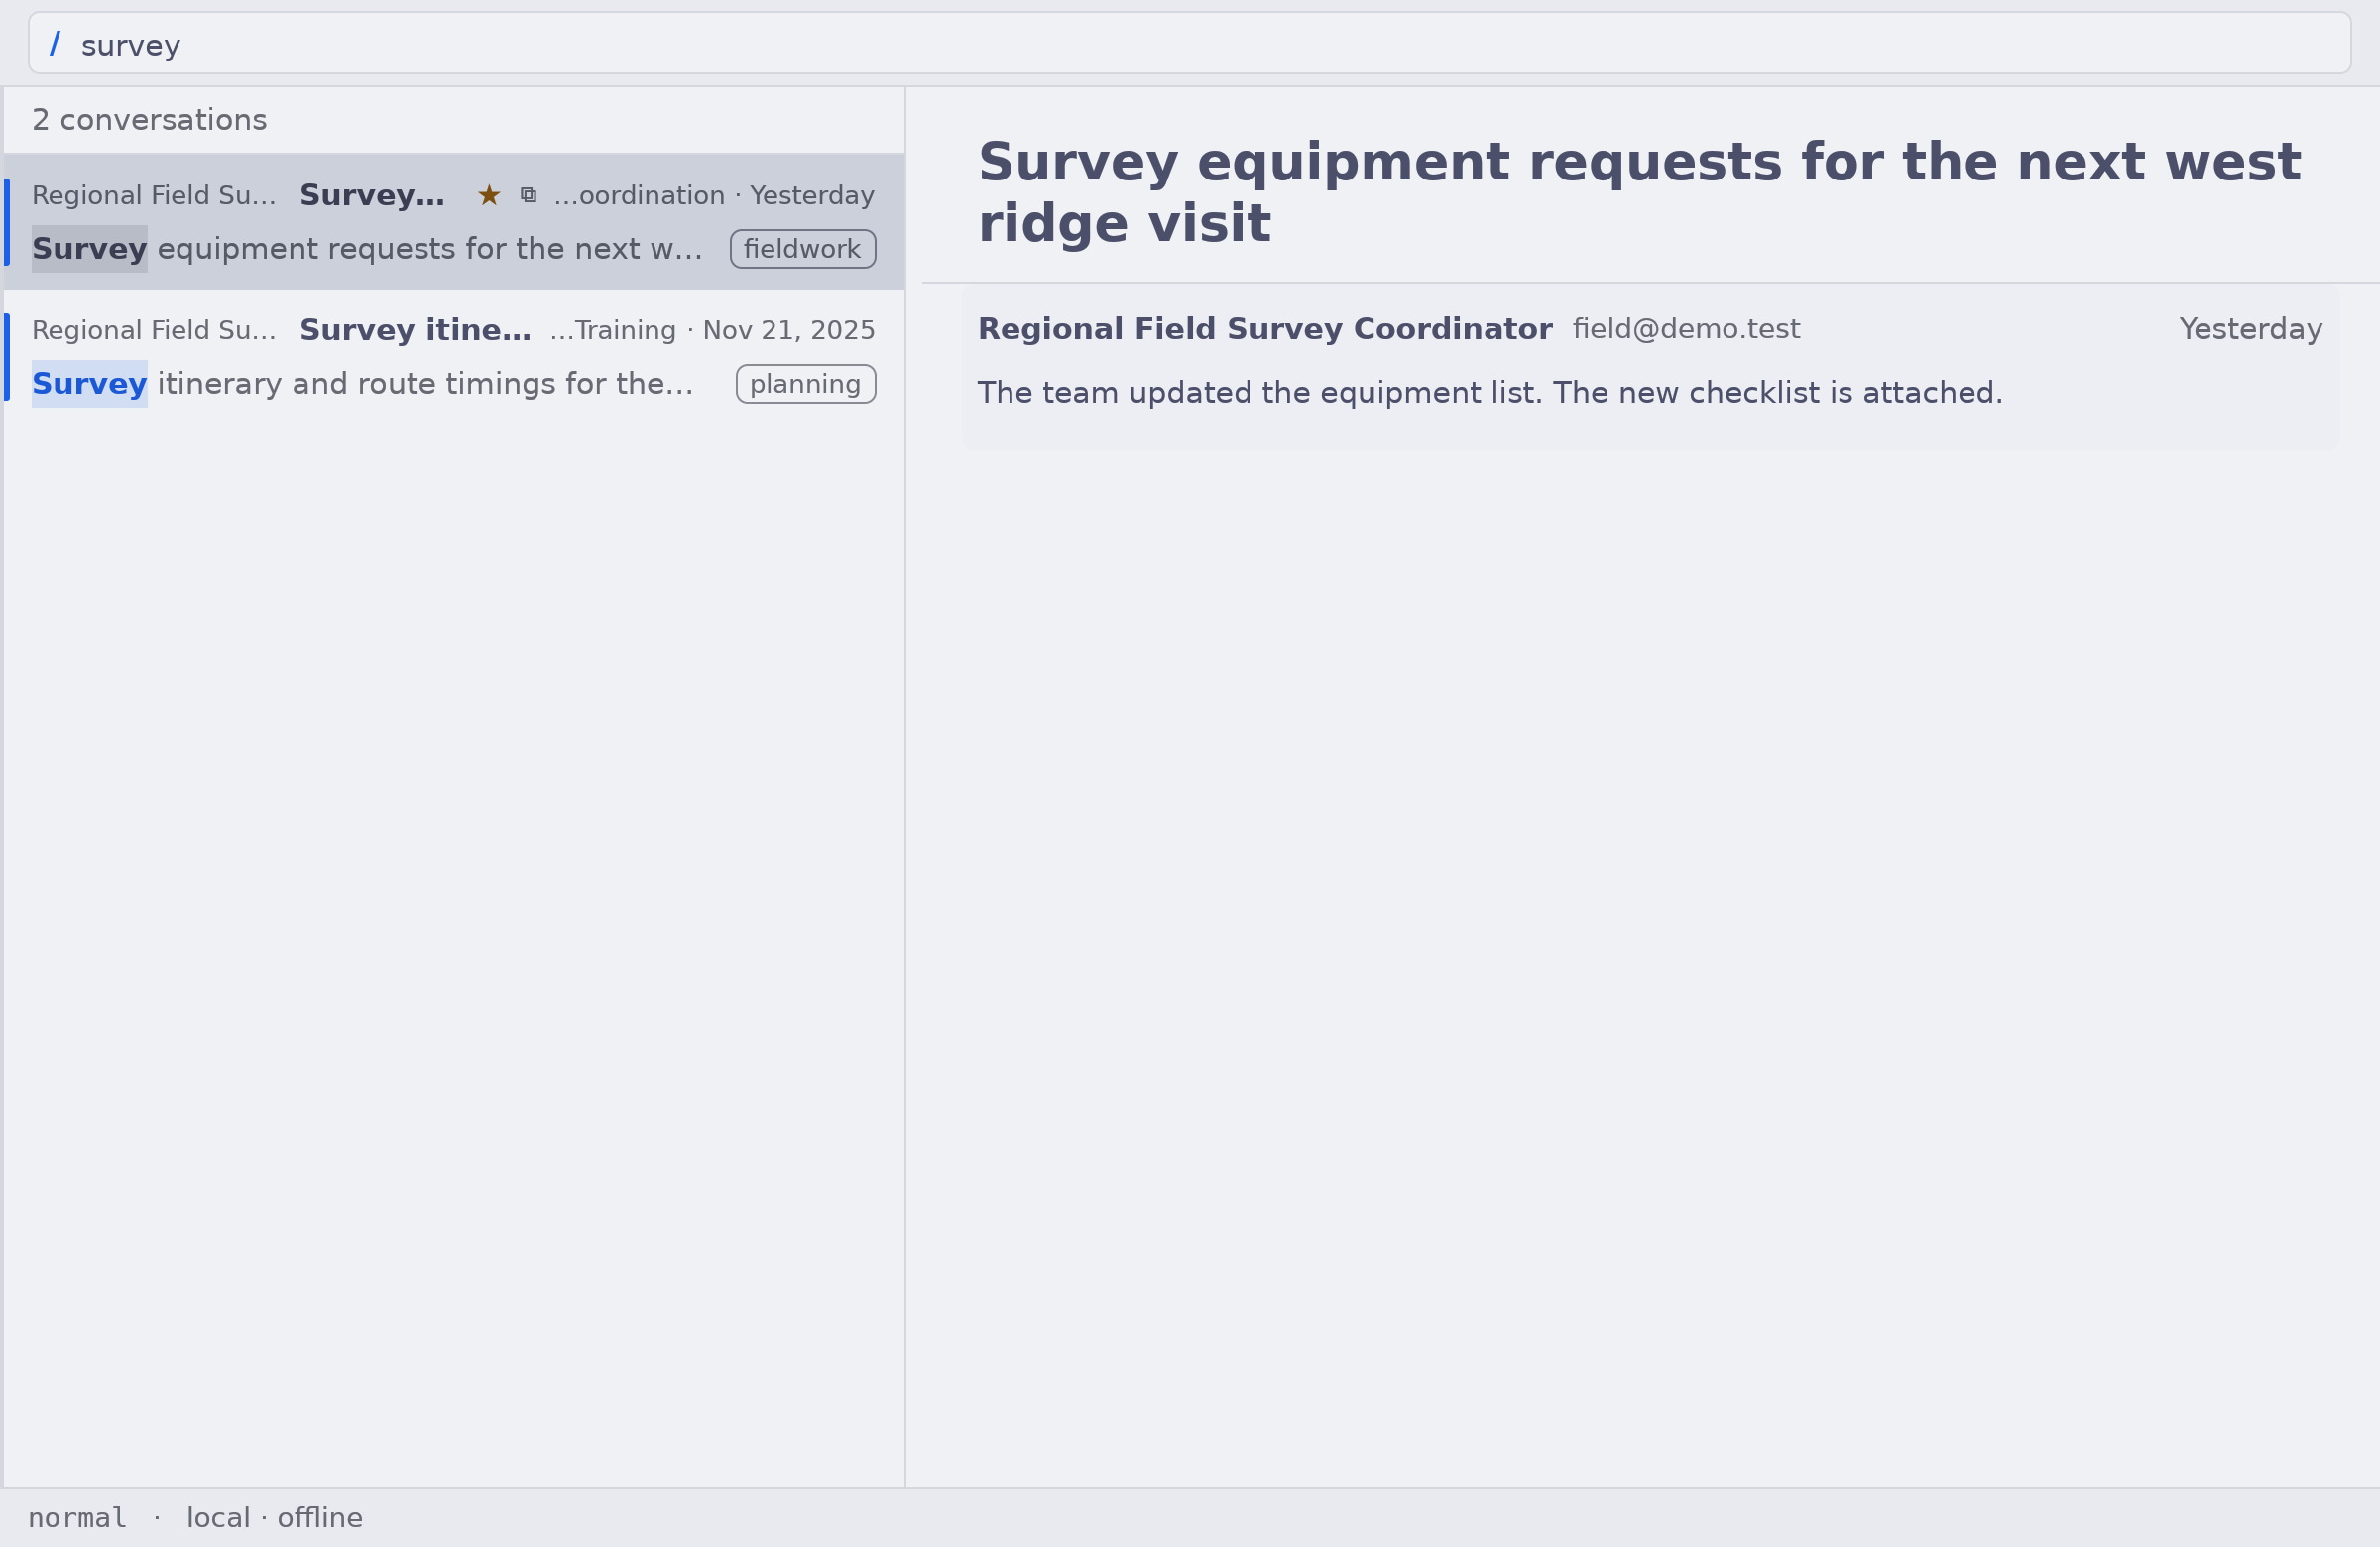 / survey
2 conversations
Regional Field Su… Survey… ★ ⧉ …oordination · Yesterday
Survey equipment requests for the next w… fieldwork
Regional Field Su… Survey itine… …Training · Nov 21, 2025
Survey itinerary and route timings for the… planning
Survey equipment requests for the next west
ridge visit
Regional Field Survey Coordinator field@demo.test Yesterday
The team updated the equipment list. The new checklist is attached.
normal · local · offline